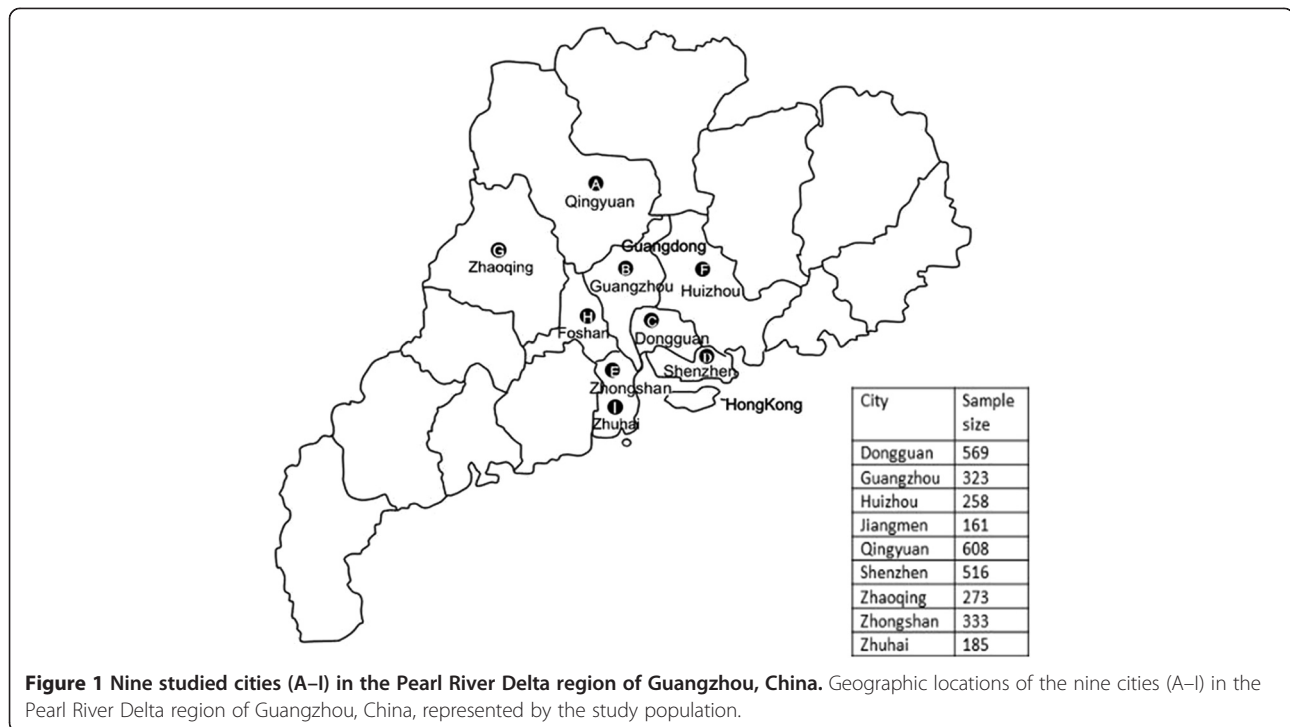 A
Qingyuan
G
Zhaoqing
Guangdong
B
Guangzhou
F
Huizhou
H
Foshan
C
Dongguan
D
Shenzhen
E
Zhongshan
HongKong
I
Zhuhai
City Sample size
Dongguan 569
Guangzhou 323
Huizhou 258
Jiangmen 161
Qingyuan 608
Shenzhen 516
Zhaoqing 273
Zhongshan 333
Zhuhai 185
Figure 1 Nine studied cities (A–I) in the Pearl River Delta region of Guangzhou, China. Geographic locations of the nine cities (A–I) in the
Pearl River Delta region of Guangzhou, China, represented by the study population.